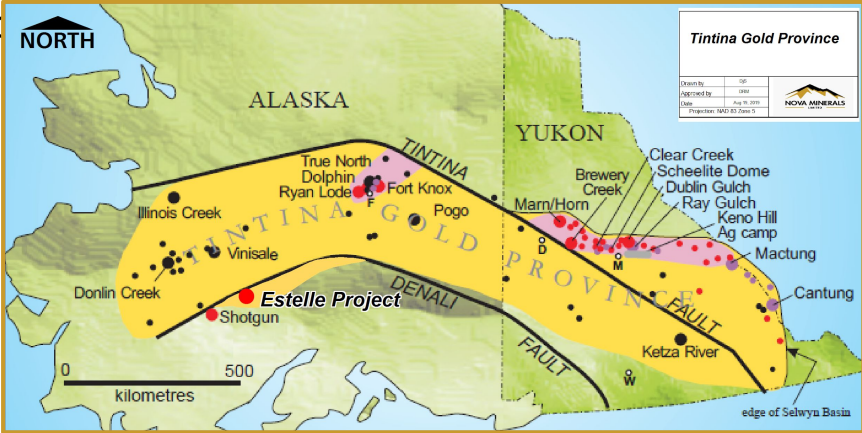 NORTH
Tintina Gold Province
Drawn by
DjS
Approved by
DRM
Date
Aug 19, 2019
Projection: NAD 83 Zone 5
NOVA MINERALS
LIMITED
ALASKA
YUKON
TINTINA
FAULT
TINTINA GOLD PROVINCE
True North
Dolphin
Ryan Lode
Fort Knox
F
Illinois Creek
Pogo
Vinisale
Donlin Creek
Estelle Project
Shotgun
DENALI
FAULT
Clear Creek
Scheelite Dome
Dublin Gulch
Ray Gulch
Keno Hill
Ag camp
Brewery
Creek
Marn/Horn
D
M
Mactung
Cantung
Ketza River
W
0
500
kilometres
edge of Selwyn Basin